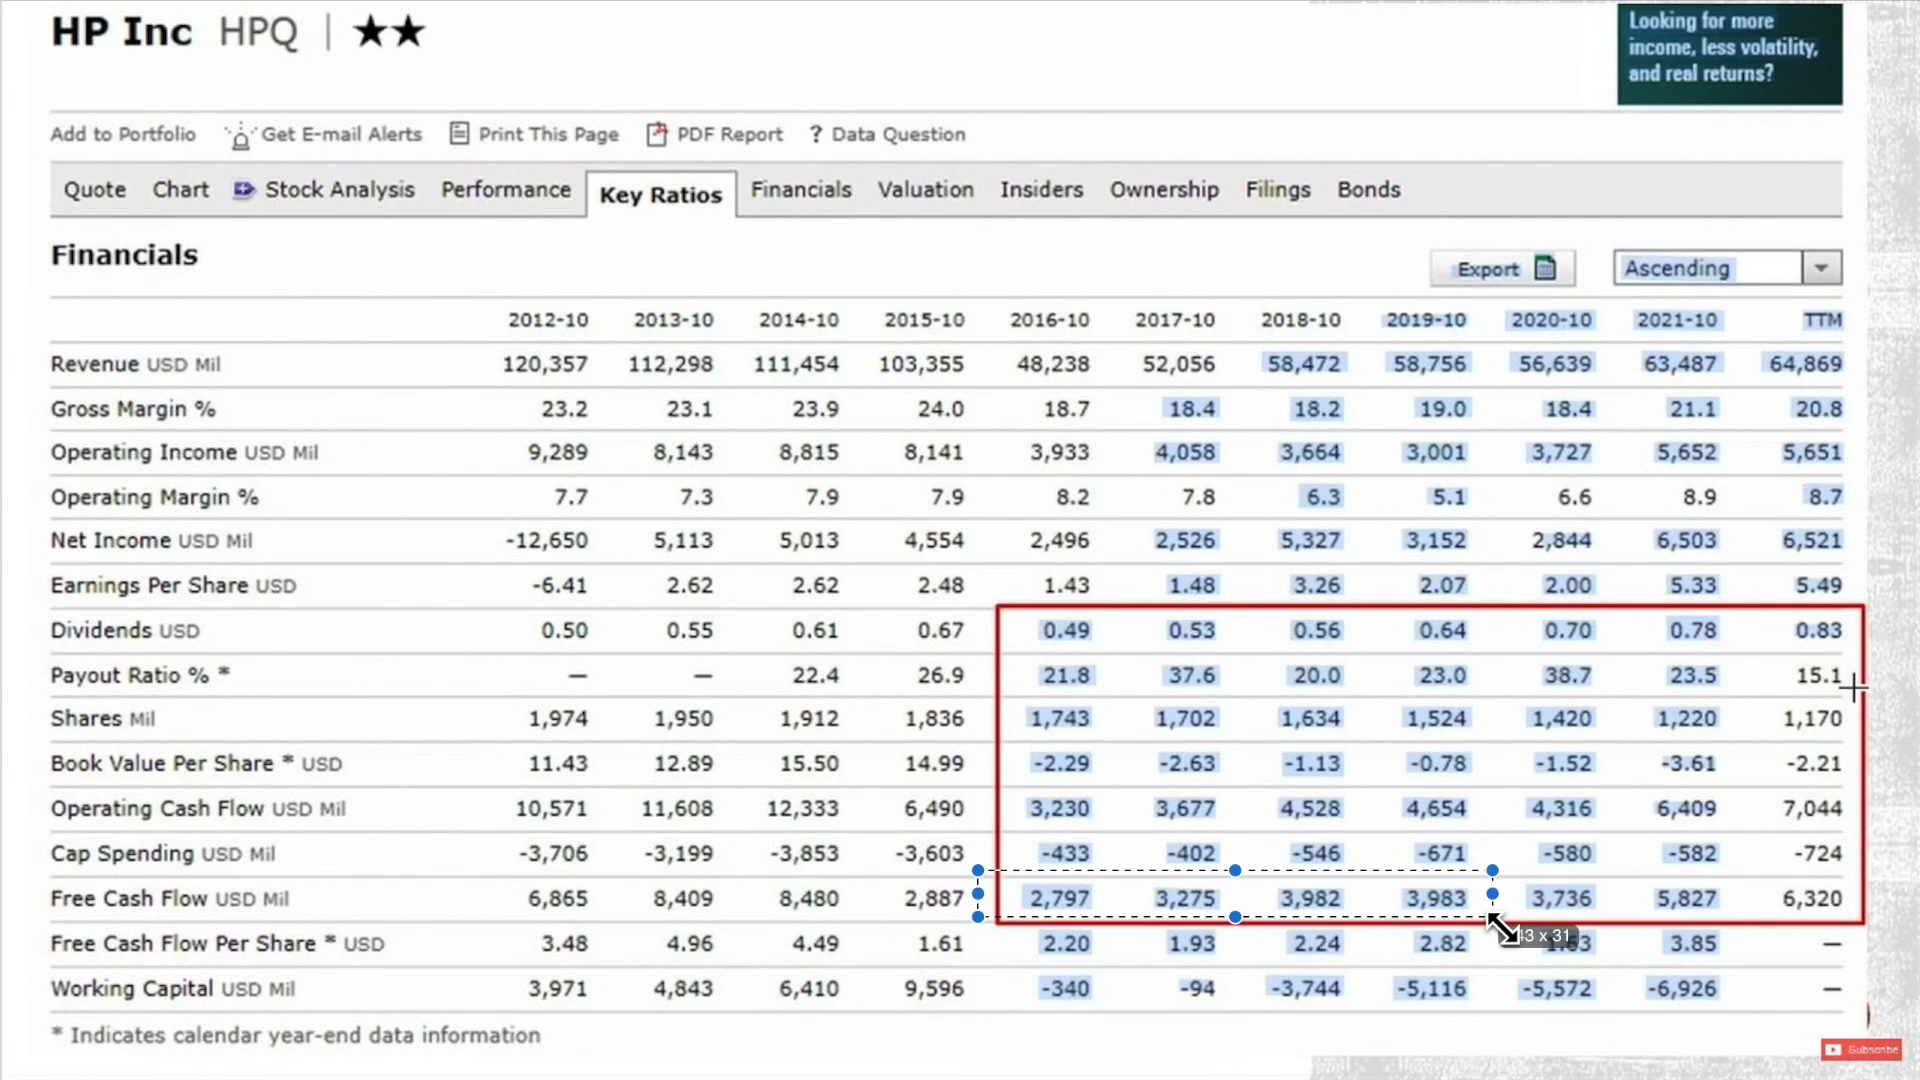 HP Inc HPQ | ★★
Looking for more
income, less volatility,
and real returns?
Add to Portfolio Get E-mail Alerts Print This Page PDF Report ? Data Question
Quote Chart Stock Analysis Performance Key Ratios Financials Valuation Insiders Ownership Filings Bonds
Financials
Export Ascending
2012-10 2013-10 2014-10 2015-10 2016-10 2017-10 2018-10 2019-10 2020-10 2021-10 TTM
Revenue USD Mil 120,357 112,298 111,454 103,355 48,238 52,056 58,472 58,756 56,639 63,487 64,869
Gross Margin % 23.2 23.1 23.9 24.0 18.7 18.4 18.2 19.0 18.4 21.1 20.8
Operating Income USD Mil 9,289 8,143 8,815 8,141 3,933 4,058 3,664 3,001 3,727 5,652 5,651
Operating Margin % 7.7 7.3 7.9 7.9 8.2 7.8 6.3 5.1 6.6 8.9 8.7
Net Income USD Mil -12,650 5,113 5,013 4,554 2,496 2,526 5,327 3,152 2,844 6,503 6,521
Earnings Per Share USD -6.41 2.62 2.62 2.48 1.43 1.48 3.26 2.07 2.00 5.33 5.49
Dividends USD 0.50 0.55 0.61 0.67 0.49 0.53 0.56 0.64 0.70 0.78 0.83
Payout Ratio % * — — 22.4 26.9 21.8 37.6 20.0 23.0 38.7 23.5 15.1
Shares Mil 1,974 1,950 1,912 1,836 1,743 1,702 1,634 1,524 1,420 1,220 1,170
Book Value Per Share * USD 11.43 12.89 15.50 14.99 -2.29 -2.63 -1.13 -0.78 -1.52 -3.61 -2.21
Operating Cash Flow USD Mil 10,571 11,608 12,333 6,490 3,230 3,677 4,528 4,654 4,316 6,409 7,044
Cap Spending USD Mil -3,706 -3,199 -3,853 -3,603 -433 -402 -546 -671 -580 -582 -724
Free Cash Flow USD Mil 6,865 8,409 8,480 2,887 2,797 3,275 3,982 3,983 3,736 5,827 6,320
Free Cash Flow Per Share * USD 3.48 4.96 4.49 1.61 2.20 1.93 2.24 2.82 3.85 —
Working Capital USD Mil 3,971 4,843 6,410 9,596 -340 -94 -3,744 -5,116 -5,572 -6,926 —
* Indicates calendar year-end data information
Subscribe